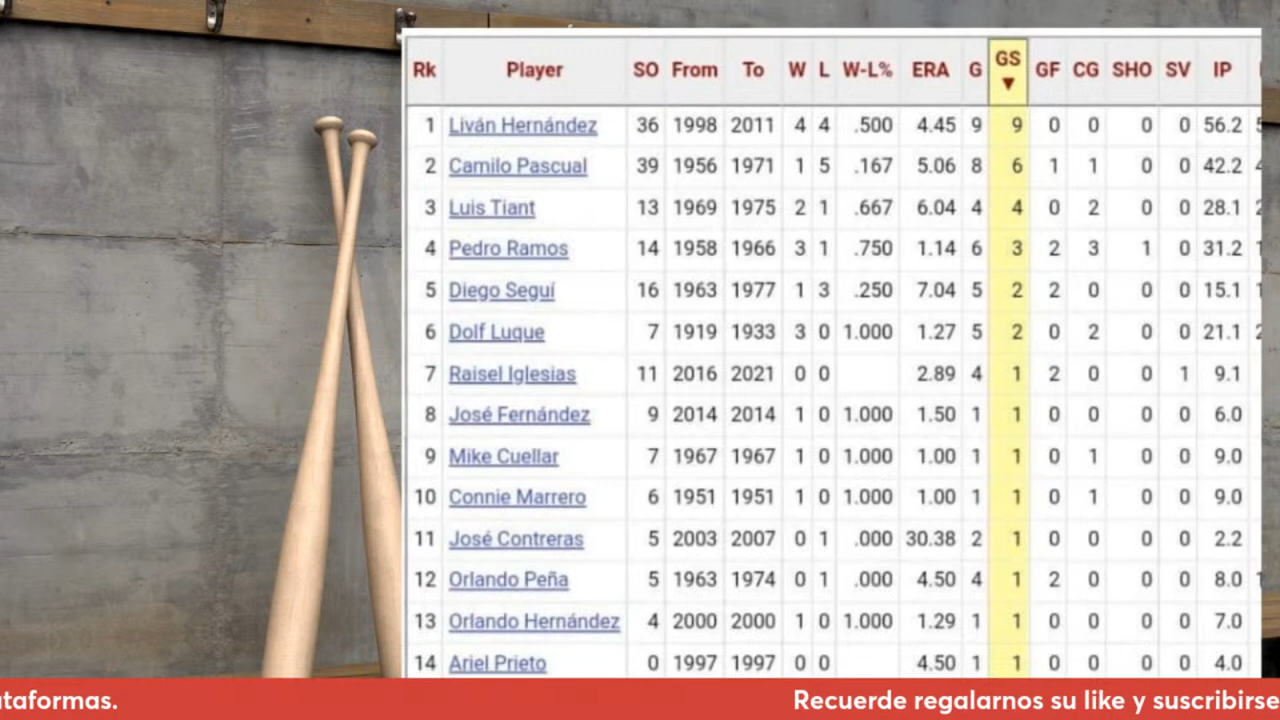 Rk Player SO From To W L W-L% ERA G GS ▼ GF CG SHO SV IP
1 Liván Hernández 36 1998 2011 4 4 .500 4.45 9 9 0 0 0 0 56.2
2 Camilo Pascual 39 1956 1971 1 5 .167 5.06 8 6 1 1 0 0 42.2
3 Luis Tiant 13 1969 1975 2 1 .667 6.04 4 4 0 2 0 0 28.1
4 Pedro Ramos 14 1958 1966 3 1 .750 1.14 6 3 2 3 1 0 31.2
5 Diego Seguí 16 1963 1977 1 3 .250 7.04 5 2 2 0 0 0 15.1
6 Dolf Luque 7 1919 1933 3 0 1.000 1.27 5 2 0 2 0 0 21.1
7 Raisel Iglesias 11 2016 2021 0 0 2.89 4 1 2 0 0 1 9.1
8 José Fernández 9 2014 2014 1 0 1.000 1.50 1 1 0 0 0 0 6.0
9 Mike Cuellar 7 1967 1967 1 0 1.000 1.00 1 1 0 1 0 0 9.0
10 Connie Marrero 6 1951 1951 1 0 1.000 1.00 1 1 0 1 0 0 9.0
11 José Contreras 5 2003 2007 0 1 .000 30.38 2 1 0 0 0 0 2.2
12 Orlando Peña 5 1963 1974 0 1 .000 4.50 4 1 2 0 0 0 8.0
13 Orlando Hernández 4 2000 2000 1 0 1.000 1.29 1 1 0 0 0 0 7.0
14 Ariel Prieto 0 1997 1997 0 0 4.50 1 1 0 0 0 0 4.0
ataformas. Recuerde regalarnos su like y suscribirse